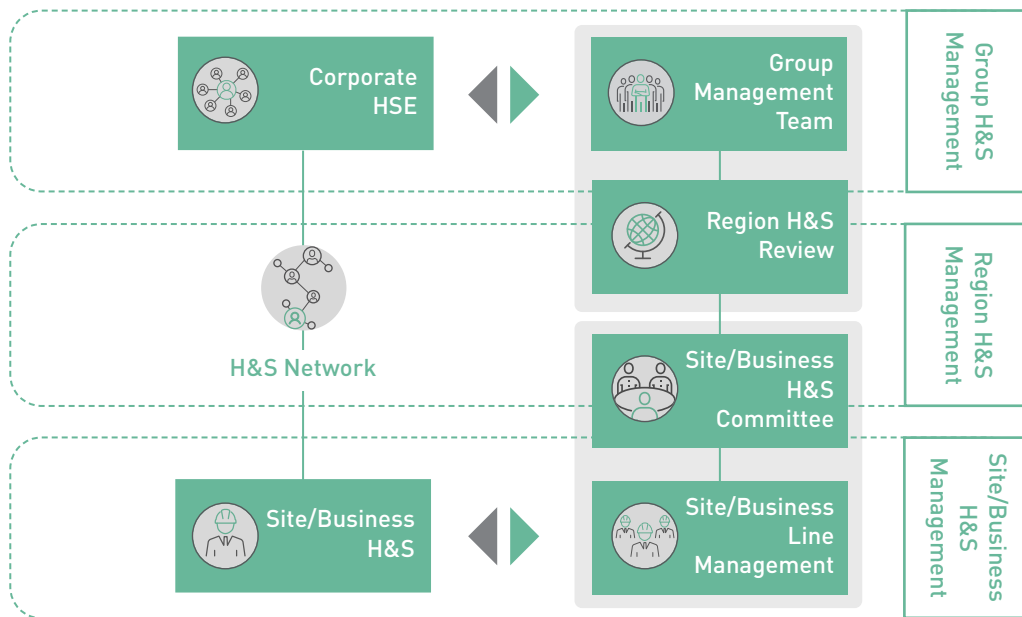 Corporate
HSE
Group
Management
Team
Group H&S
Management
Region H&S
Review
Region H&S
Management
H&S Network
Site/Business
H&S
Committee
Site/Business
H&S
Site/Business
Line
Management
Site/Business
H&S
Management